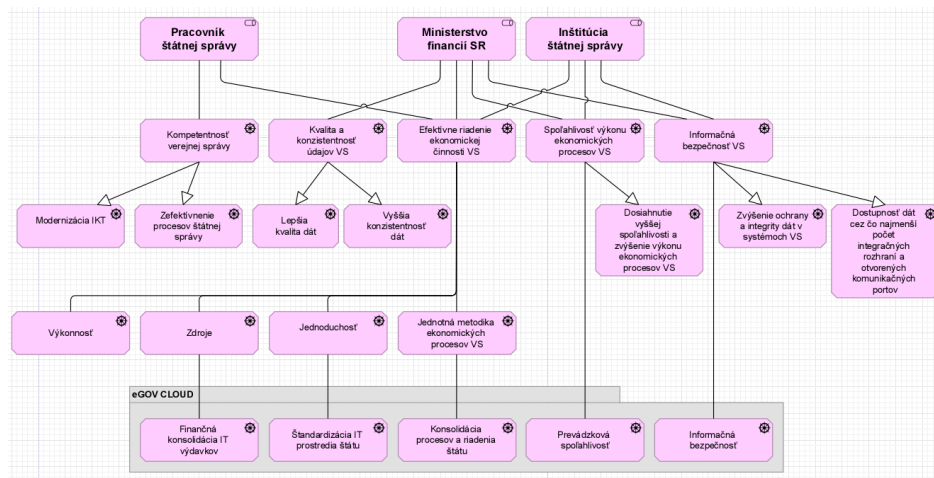 Pracovník
štátnej správy
Ministerstvo
financií SR
Inštitúcia
štátnej správy
Kompetentnosť
verejnej správy
Kvalita a
konzistentnosť
údajov VS
Efektívne riadenie
ekonomickej
činnosti VS
Spoľahlivosť výkonu
ekonomických
procesov VS
Informačná
bezpečnosť VS
Modernizácia IKT
Zefektívnenie
procesov štátnej
správy
Lepšia
kvalita dát
Vyššia
konzistentnosť
dát
Dosiahnutie
vyššej
spoľahlivosti a
zvýšenie výkonu
ekonomických
procesov VS
Zvýšenie ochrany
a integrity dát v
systémoch VS
Dostupnosť dát
cez čo najmenší
počet
integračných
rozhraní a
otvorených
komunikačných
portov
Výkonnosť
Zdroje
Jednoduchosť
Jednotná metodika
ekonomických
procesov VS
eGOV CLOUD
Finančná
konsolidácia IT
výdavkov
Štandardizácia IT
prostredia štátu
Konsolidácia
procesov a riadenia
štátu
Prevádzková
spoľahlivosť
Informačná
bezpečnosť